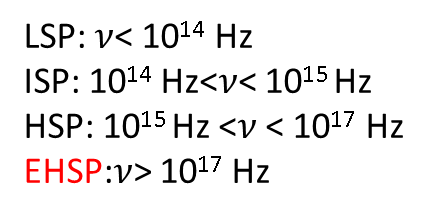 LSP: ν< 10¹⁴ Hz
ISP: 10¹⁴ Hz<ν< 10¹⁵ Hz
HSP: 10¹⁵ Hz <ν < 10¹⁷ Hz
EHSP:ν> 10¹⁷ Hz